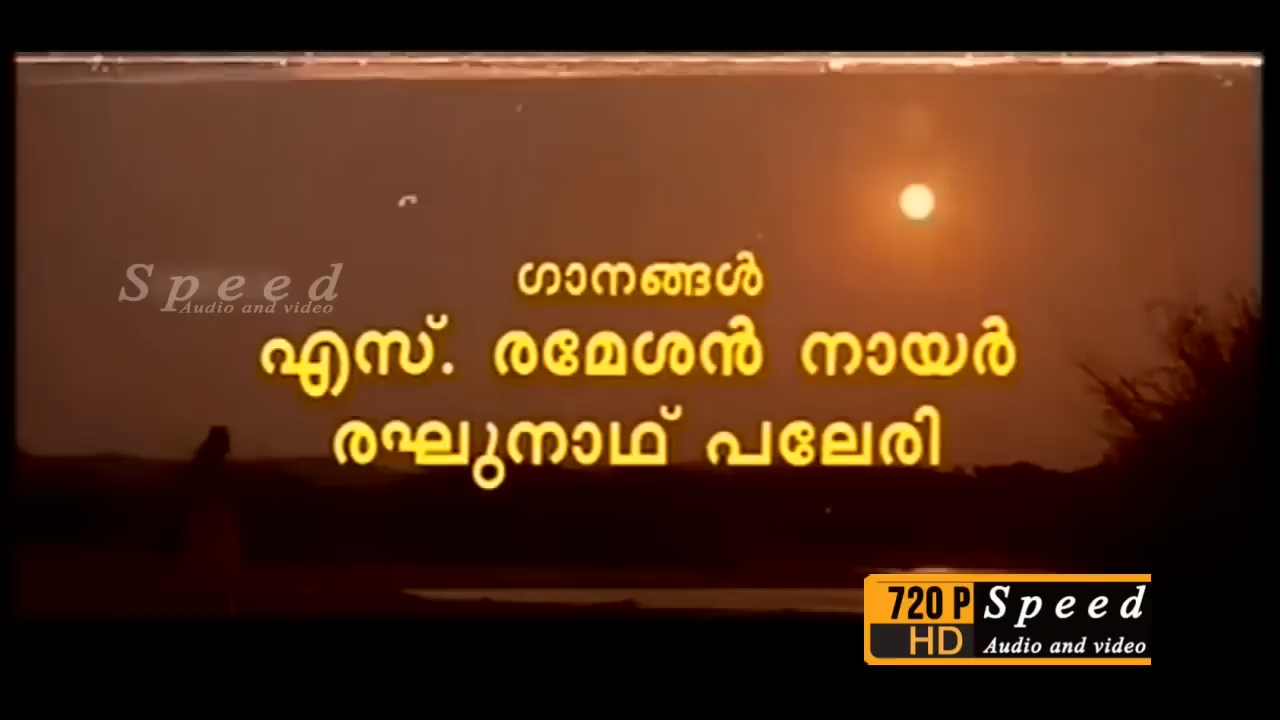 ഗാനങ്ങൾ
Speed
Audio and video
എസ്. രമേശൻ നായർ
രഘുനാഥ് പലേരി
720 P
HD
Speed
Audio and video